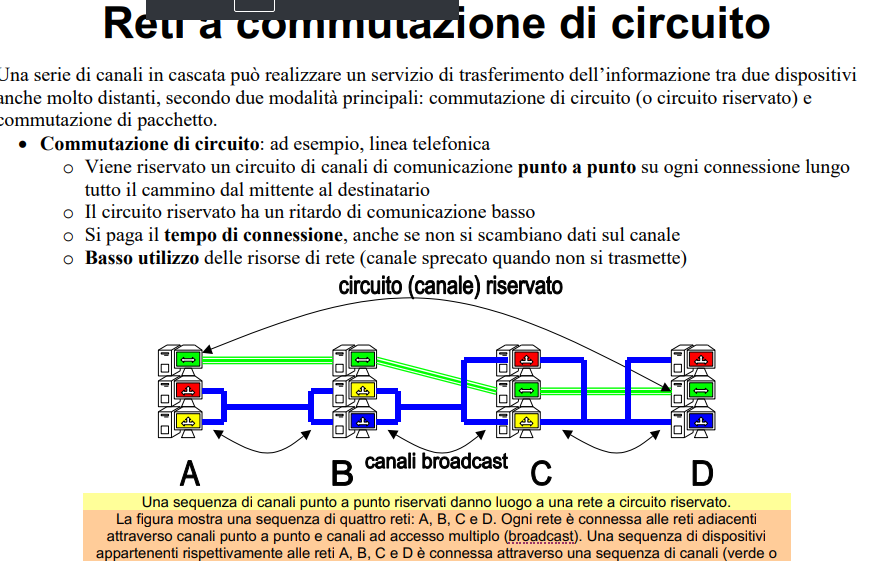 Reti a commutazione di circuito
Una serie di canali in cascata può realizzare un servizio di trasferimento dell'informazione tra due dispositivi
anche molto distanti, secondo due modalità principali: commutazione di circuito (o circuito riservato) e
commutazione di pacchetto.
• Commutazione di circuito: ad esempio, linea telefonica
o Viene riservato un circuito di canali di comunicazione punto a punto su ogni connessione lungo
tutto il cammino dal mittente al destinatario
o Il circuito riservato ha un ritardo di comunicazione basso
o Si paga il tempo di connessione, anche se non si scambiano dati sul canale
o Basso utilizzo delle risorse di rete (canale sprecato quando non si trasmette)
circuito (canale) riservato
canali broadcast
A B C D
Una sequenza di canali punto a punto riservati danno luogo a una rete a circuito riservato.
La figura mostra una sequenza di quattro reti: A, B, C e D. Ogni rete è connessa alle reti adiacenti
attraverso canali punto a punto e canali ad accesso multiplo (broadcast). Una sequenza di dispositivi
appartenenti rispettivamente alle reti A, B, C e D è connessa attraverso una sequenza di canali (verde o